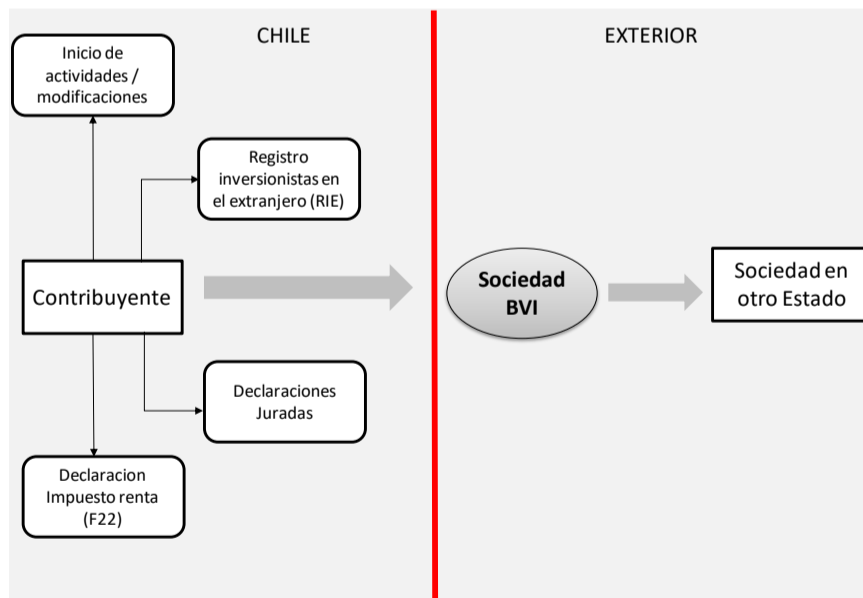 CHILE
EXTERIOR
Inicio de
actividades /
modificaciones
Registro
inversionistas en
el extranjero (RIE)
Contribuyente
Sociedad
BVI
Sociedad en
otro Estado
Declaraciones
Juradas
Declaracion
Impuesto renta
(F22)